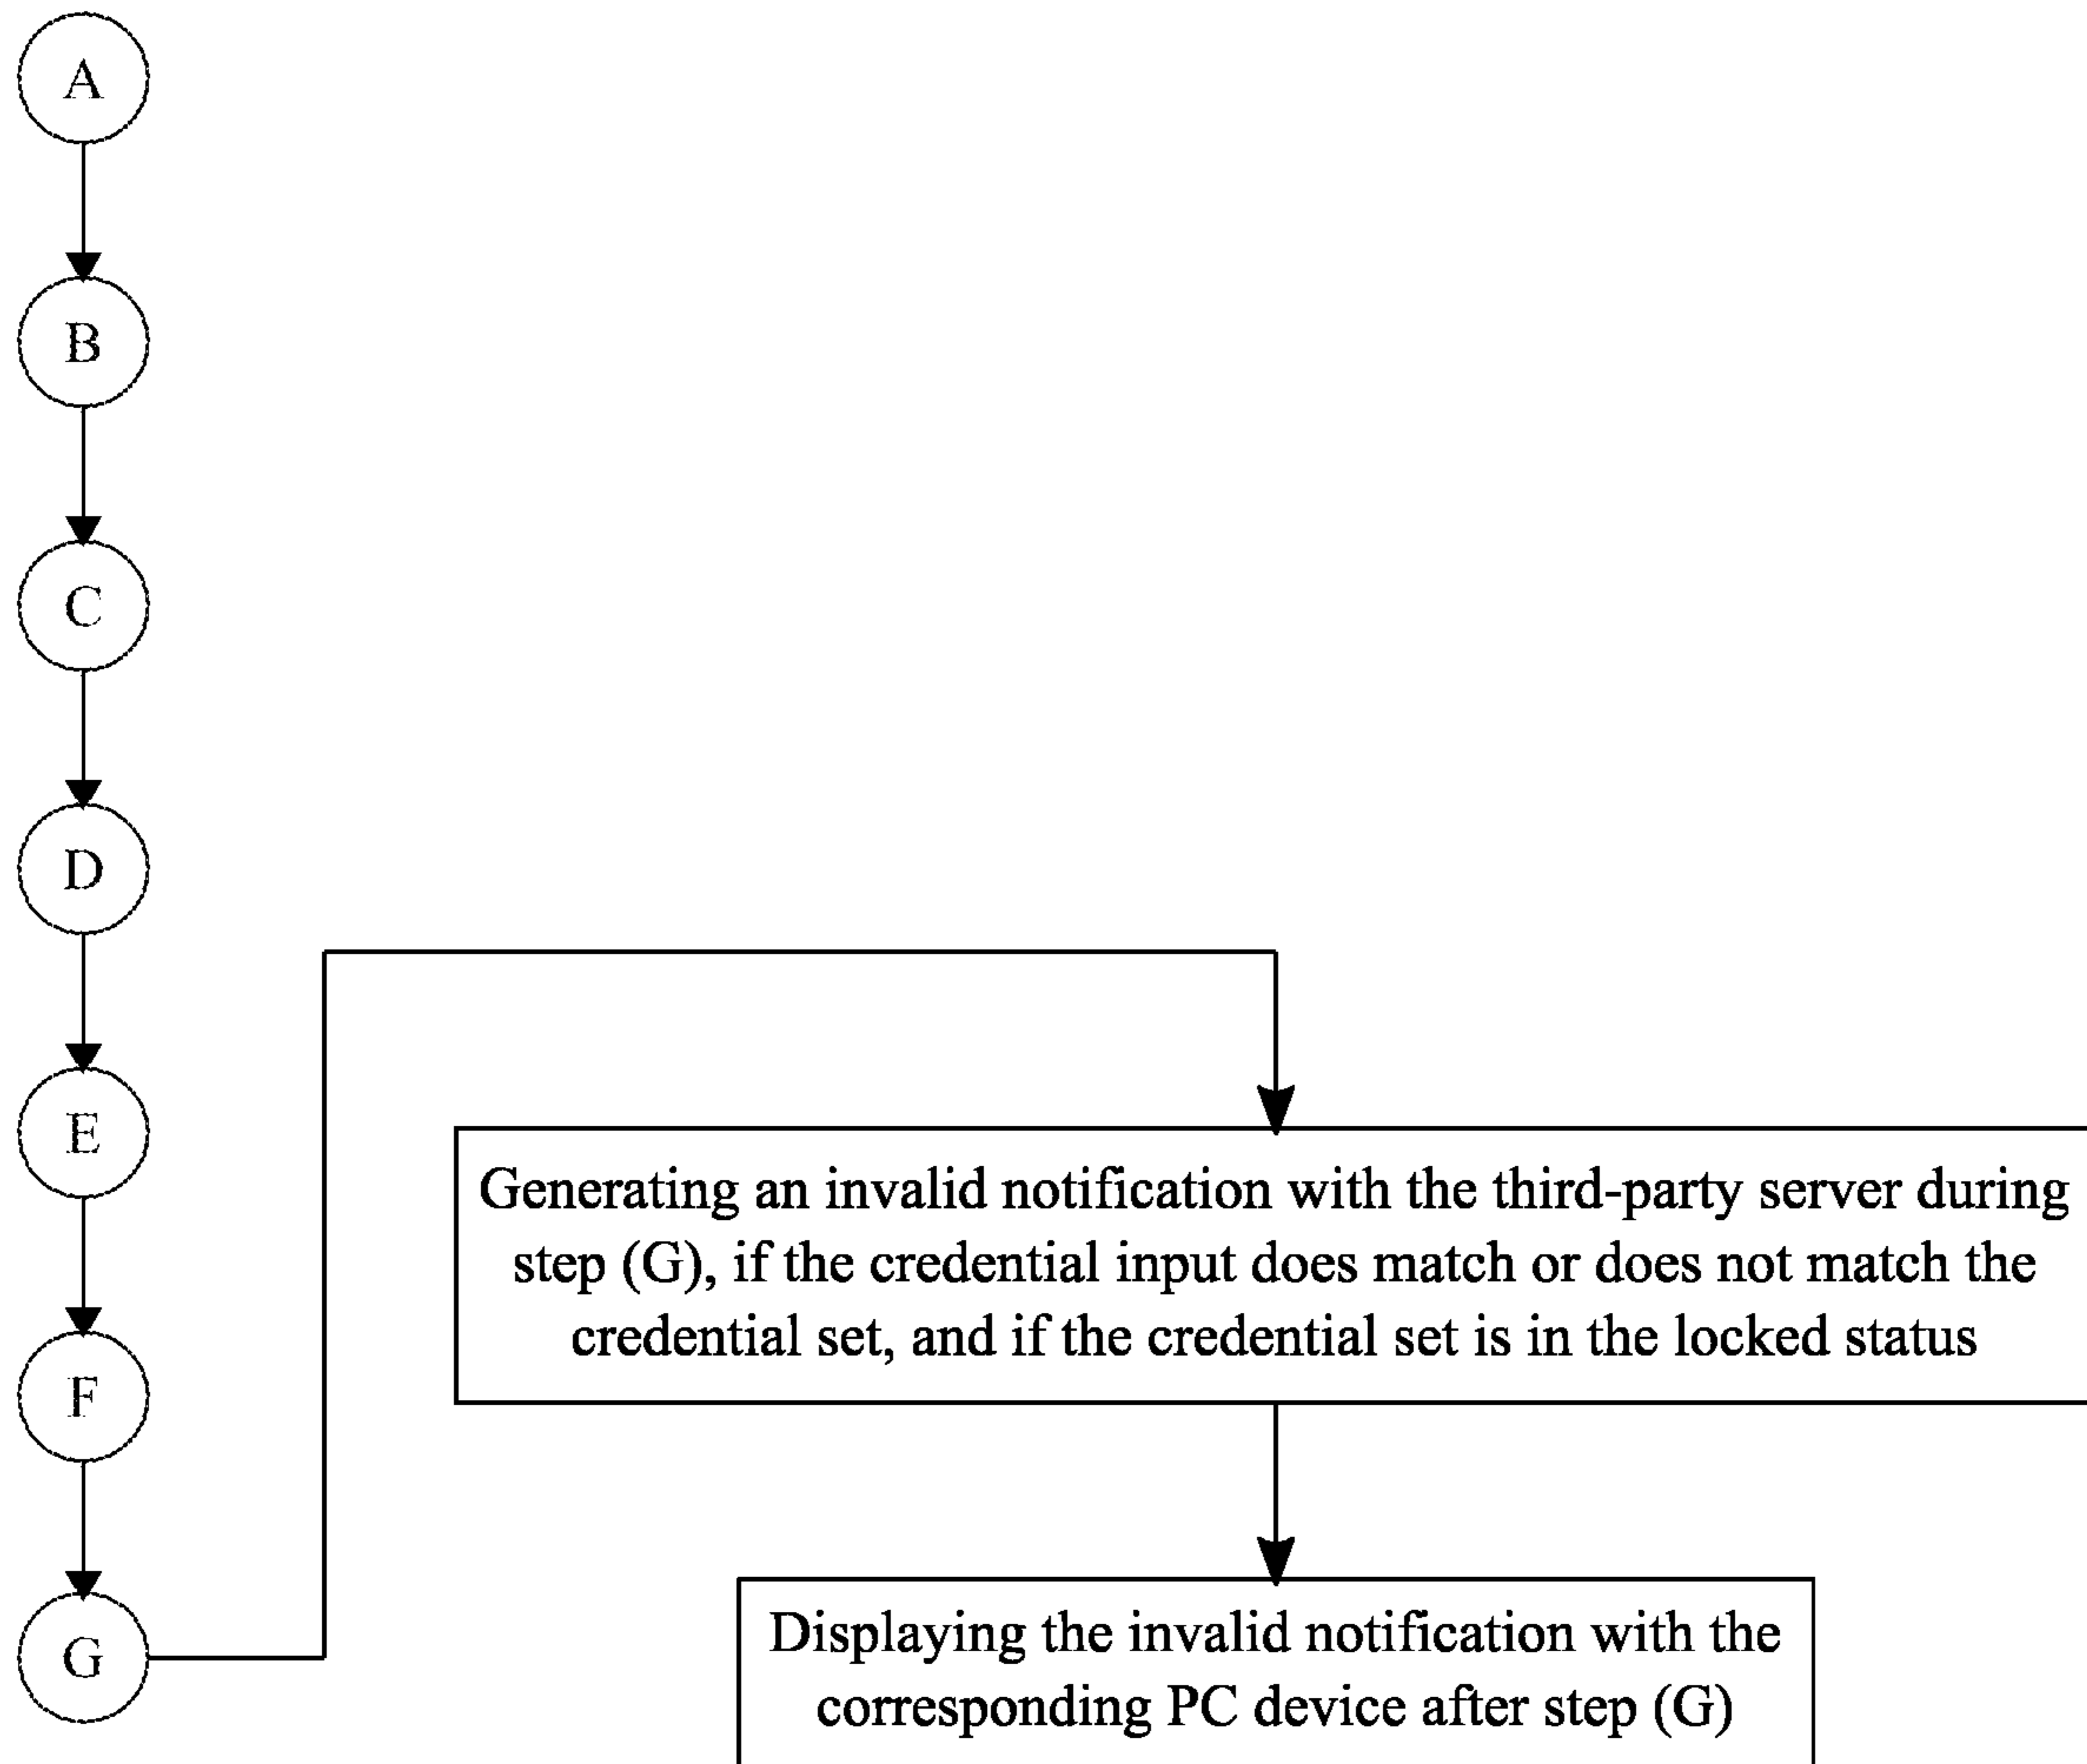 A
B
C
D
E
F
G
Generating an invalid notification with the third-party server during
step (G), if the credential input does match or does not match the
credential set, and if the credential set is in the locked status
Displaying the invalid notification with the
corresponding PC device after step (G)